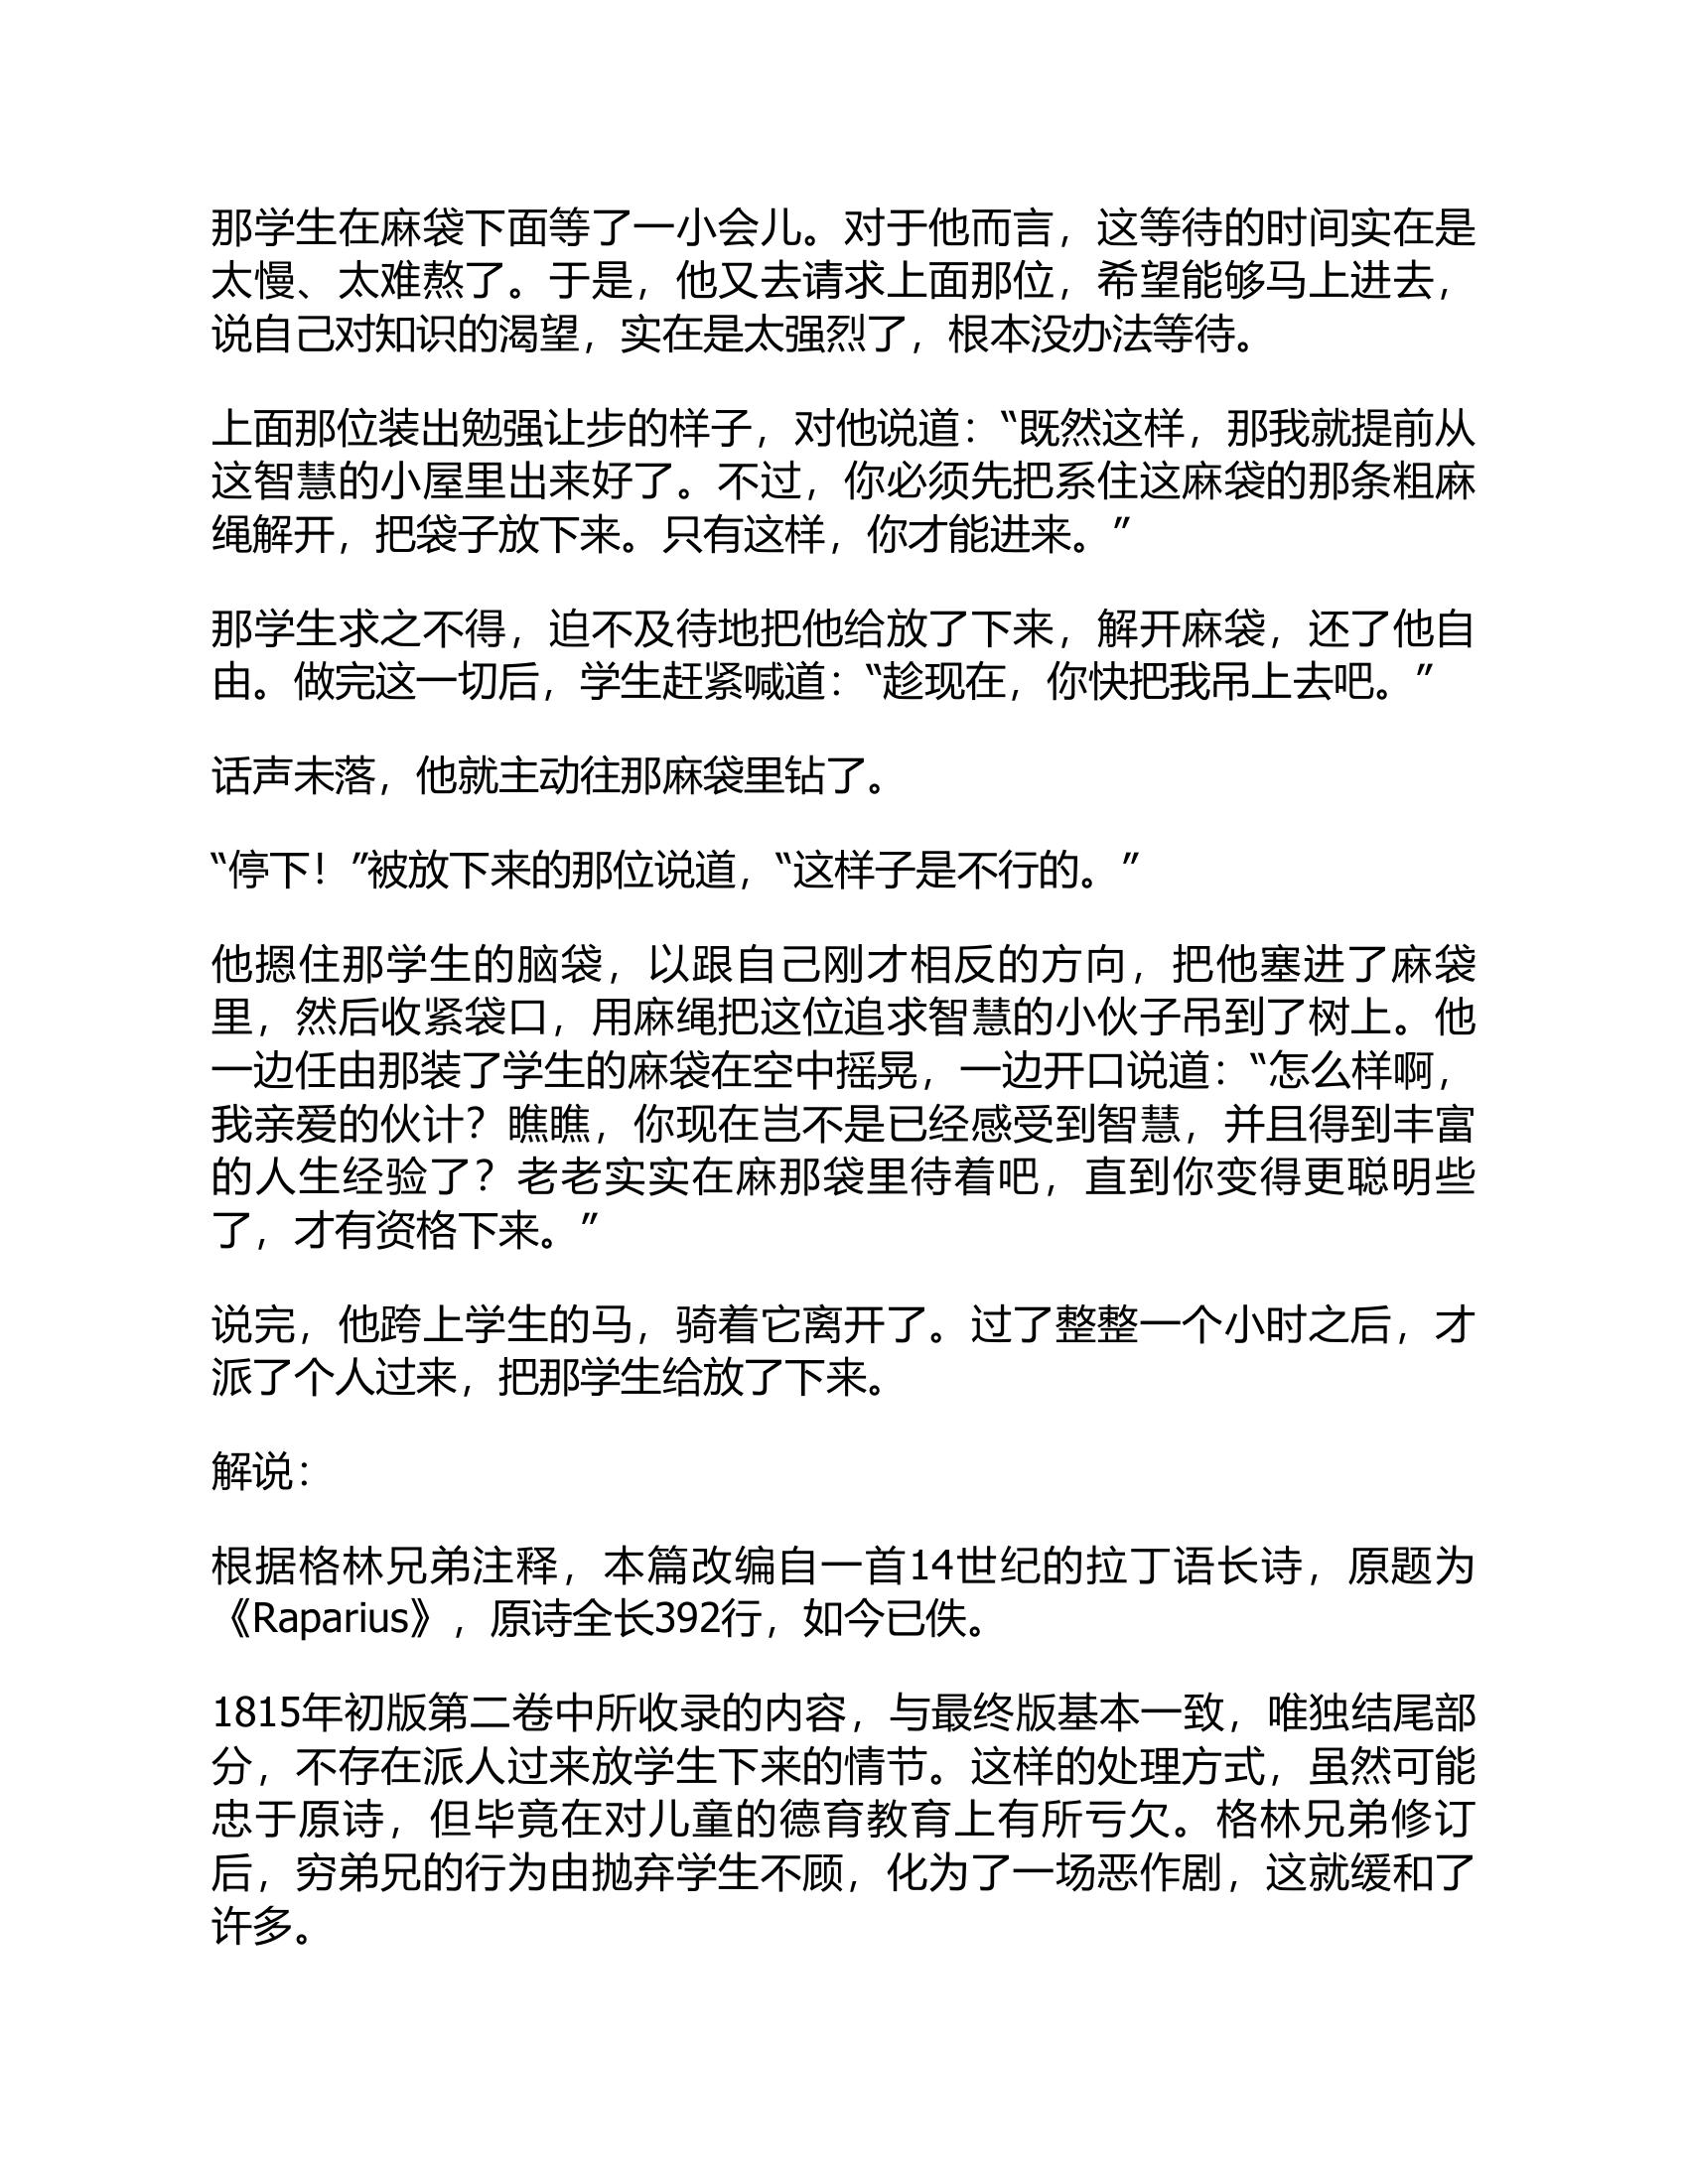 那学生在麻袋下面等了一小会儿。对于他而言，这等待的时间实在是
太慢、太难熬了。于是，他又去请求上面那位，希望能够马上进去，
说自己对知识的渴望，实在是太强烈了，根本没办法等待。
上面那位装出勉强让步的样子，对他说道：“既然这样，那我就提前从
这智慧的小屋里出来好了。不过，你必须先把系住这麻袋的那条粗麻
绳解开，把袋子放下来。只有这样，你才能进来。”
那学生求之不得，迫不及待地把他给放了下来，解开麻袋，还了他自
由。做完这一切后，学生赶紧喊道：“趁现在，你快把我吊上去吧。”
话声未落，他就主动往那麻袋里钻了。
“停下！”被放下来的那位说道，“这样子是不行的。”
他摁住那学生的脑袋，以跟自己刚才相反的方向，把他塞进了麻袋
里，然后收紧袋口，用麻绳把这位追求智慧的小伙子吊到了树上。他
一边任由那装了学生的麻袋在空中摇晃，一边开口说道：“怎么样啊，
我亲爱的伙计？瞧瞧，你现在岂不是已经感受到智慧，并且得到丰富
的人生经验了？老老实实在麻那袋里待着吧，直到你变得更聪明些
了，才有资格下来。”
说完，他跨上学生的马，骑着它离开了。过了整整一个小时之后，才
派了个人过来，把那学生给放了下来。
解说：
根据格林兄弟注释，本篇改编自一首14世纪的拉丁语长诗，原题为
《Raparius》，原诗全长392行，如今已佚。
1815年初版第二卷中所收录的内容，与最终版基本一致，唯独结尾部
分，不存在派人过来放学生下来的情节。这样的处理方式，虽然可能
忠于原诗，但毕竟在对儿童的德育教育上有所亏欠。格林兄弟修订
后，穷弟兄的行为由抛弃学生不顾，化为了一场恶作剧，这就缓和了
许多。